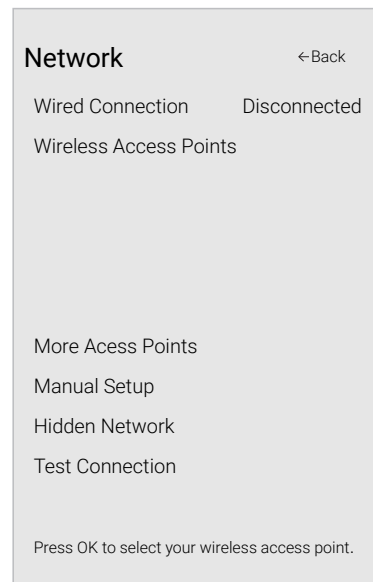 Network ←Back
Wired Connection Disconnected
Wireless Access Points
More Acess Points
Manual Setup
Hidden Network
Test Connection
Press OK to select your wireless access point.